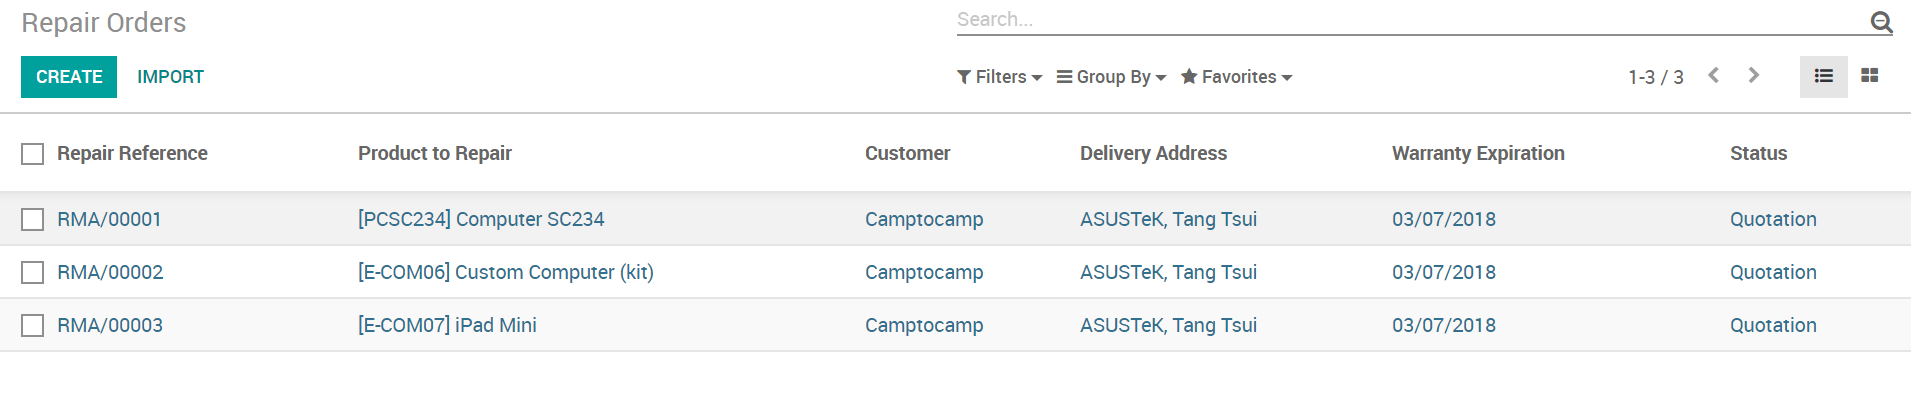 Repair Orders
Search...
CREATE IMPORT Filters Group By Favorites 1-3 / 3
Repair Reference Product to Repair Customer Delivery Address Warranty Expiration Status
RMA/00001 [PCSC234] Computer SC234 Camptocamp ASUSTeK, Tang Tsui 03/07/2018 Quotation
RMA/00002 [E-COM06] Custom Computer (kit) Camptocamp ASUSTeK, Tang Tsui 03/07/2018 Quotation
RMA/00003 [E-COM07] iPad Mini Camptocamp ASUSTeK, Tang Tsui 03/07/2018 Quotation